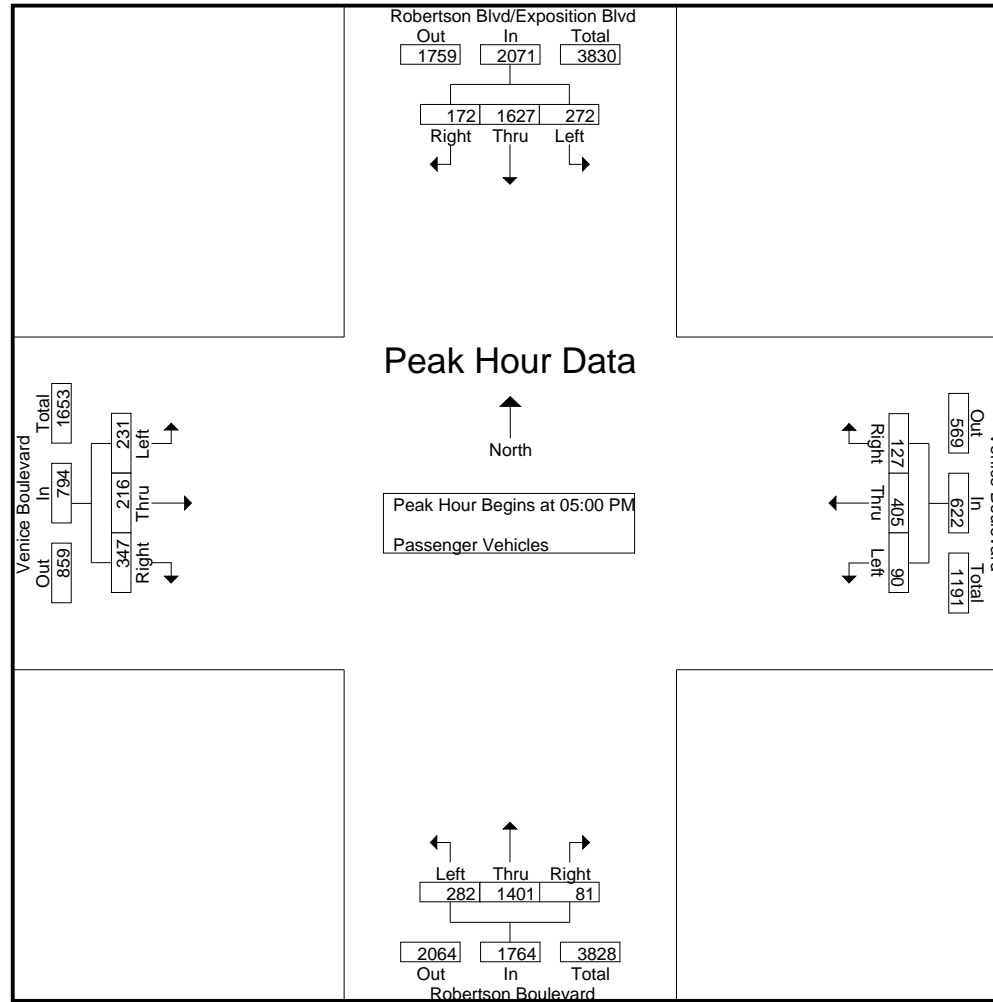 Robertson Blvd/Exposition Blvd
Out In Total
1759 2071 3830
172 1627 272
Right Thru Left
Peak Hour Data
North
Peak Hour Begins at 05:00 PM
Passenger Vehicles
Venice Boulevard
Total In Out
1653 794 859
231 216 347
Left Thru Right
Right Thru Left
127 405 90
569 622 1191
Out In Total
Left Thru Right
282 1401 81
2064 1764 3828
Out In Total
Robertson Boulevard